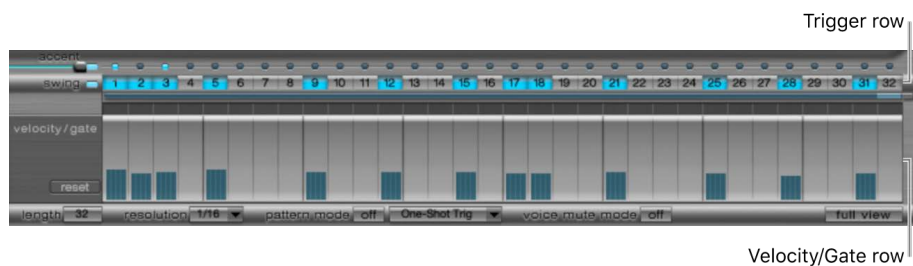 Trigger row
accent
swing 1 2 3 4 5 6 7 8 9 10 11 12 13 14 15 16 17 18 19 20 21 22 23 24 25 26 27 28 29 30 31 32
velocity/gate
reset
length 32 resolution 1/16 pattern mode off One-Shot Trig voice mute mode off full view
Velocity/Gate row